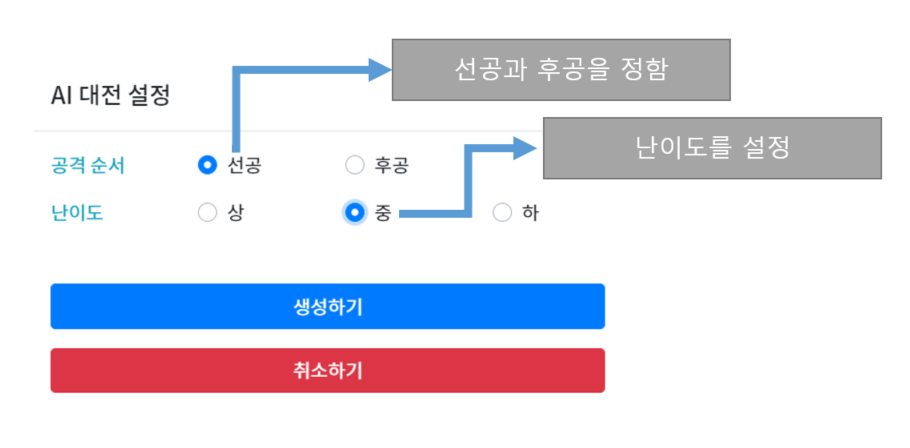 선공과 후공을 정함
AI 대전 설정
난이도를 설정
공격 순서 선공 후공
난이도 상 중 하
생성하기
취소하기